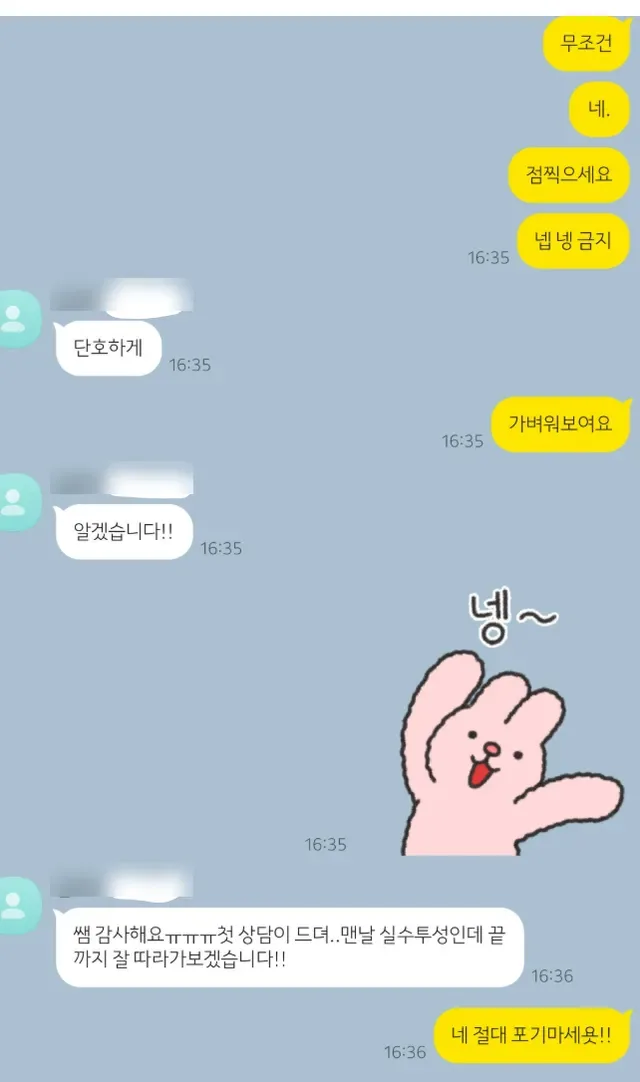 무조건
네.
점찍으세요
넵 넹 금지
16:35
단호하게
16:35
가벼워보여요
16:35
알겠습니다!!
16:35
넹~
16:35
쌤 감사해요ㅠㅠㅠ첫 상담이 드뎌..맨날 실수투성인데 끝
까지 잘 따라가보겠습니다!!
16:36
네 절대 포기마세욧!!
16:36